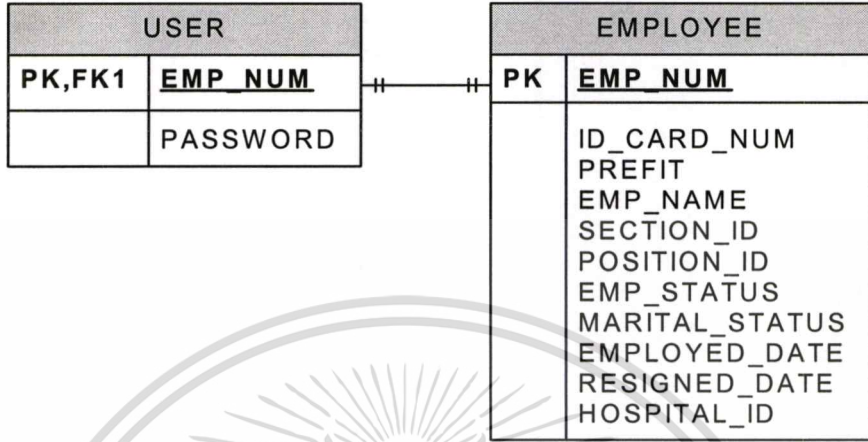 USER
PK,FK1 EMP_NUM
PASSWORD
EMPLOYEE
PK EMP_NUM
ID_CARD_NUM
PREFIT
EMP_NAME
SECTION_ID
POSITION_ID
EMP_STATUS
MARITAL_STATUS
EMPLOYED_DATE
RESIGNED_DATE
HOSPITAL_ID